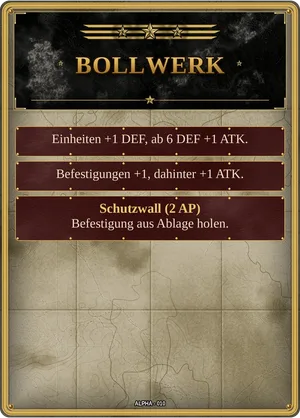 BOLLWERK
Einheiten +1 DEF, ab 6 DEF +1 ATK.
Befestigungen +1, dahinter +1 ATK.
Schutzwall (2 AP)
Befestigung aus Ablage holen.
ALPHA 010